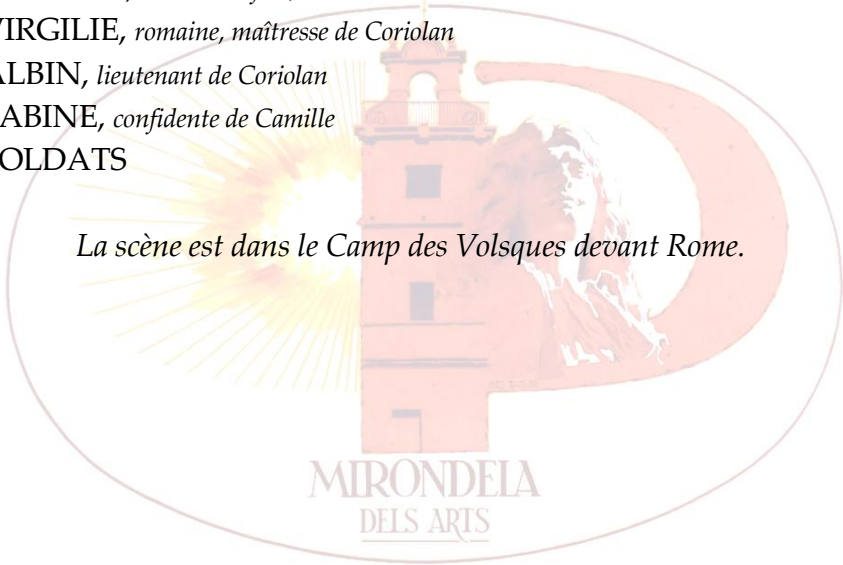 VIRGILIE, romaine, maîtresse de Coriolan
ALBIN, lieutenant de Coriolan
ABINE, confidente de Camille
OLDATS
La scène est dans le Camp des Volsques devant Rome.
MIRONDELA
DELS ARTS